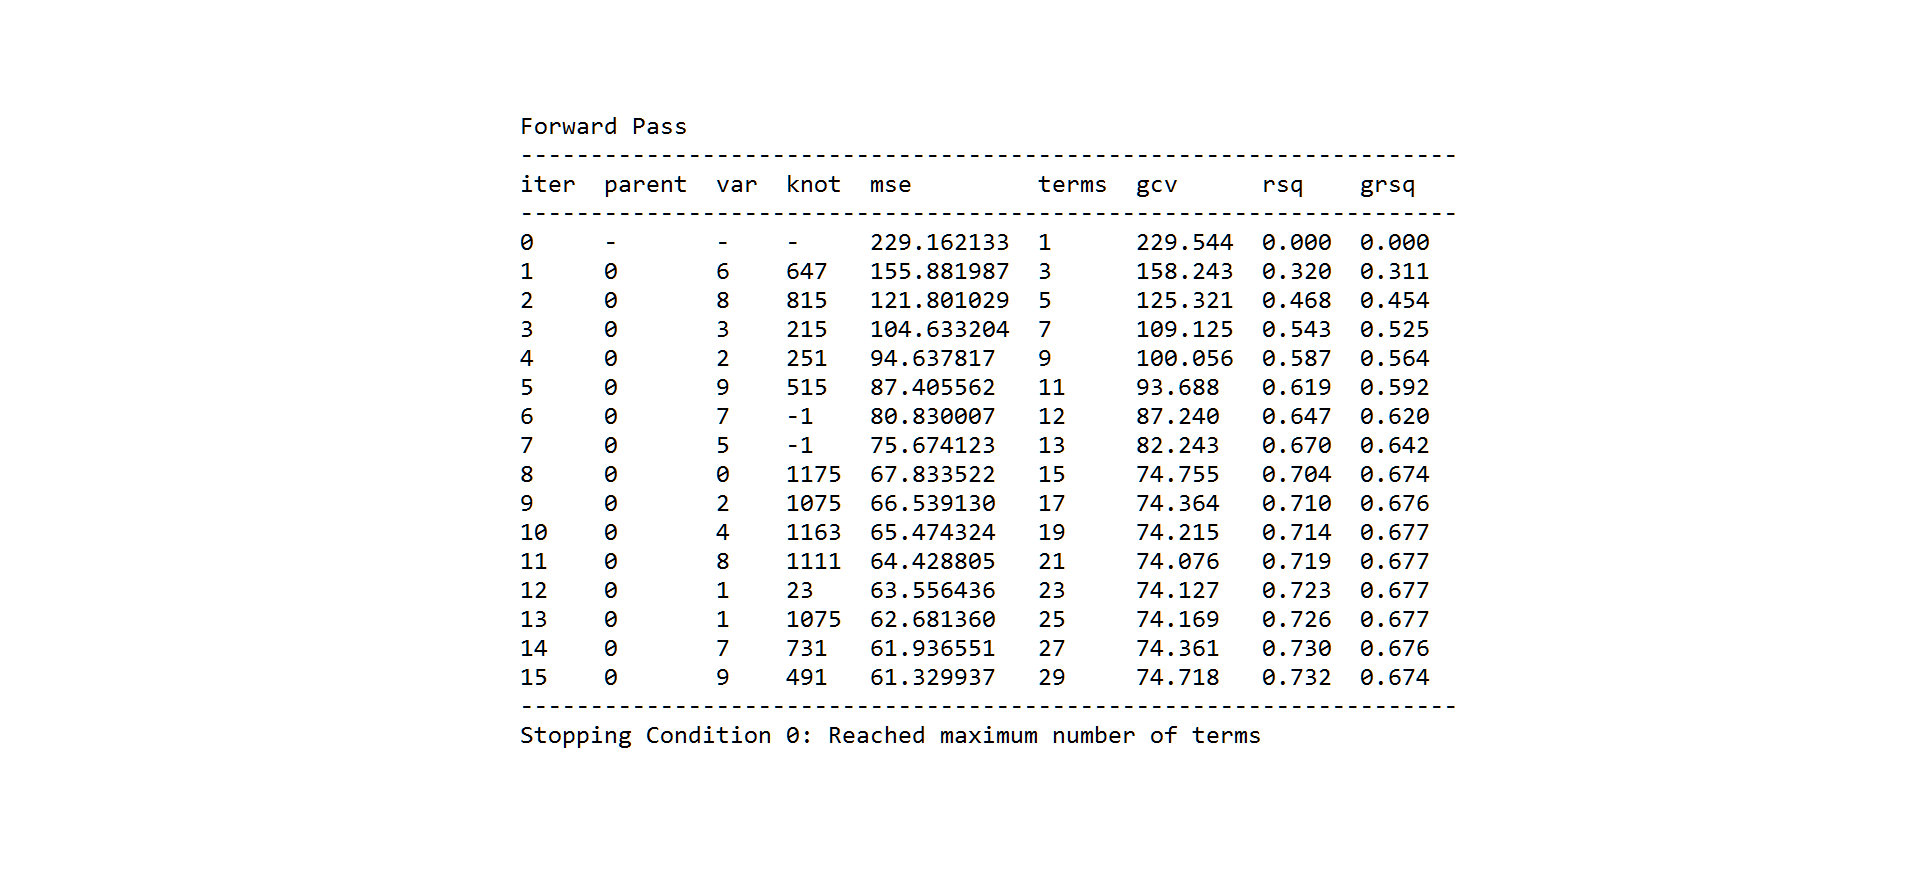 Forward Pass
-------------------------------------------------------------------
iter  parent  var  knot  mse         terms  gcv      rsq    grsq
-------------------------------------------------------------------
0     -       -    -     229.162133  1      229.544  0.000  0.000
1     0       6    647   155.881987  3      158.243  0.320  0.311
2     0       8    815   121.801029  5      125.321  0.468  0.454
3     0       3    215   104.633204  7      109.125  0.543  0.525
4     0       2    251   94.637817   9      100.056  0.587  0.564
5     0       9    515   87.405562   11     93.688   0.619  0.592
6     0       7    -1    80.830007   12     87.240   0.647  0.620
7     0       5    -1    75.674123   13     82.243   0.670  0.642
8     0       0    1175  67.833522   15     74.755   0.704  0.674
9     0       2    1075  66.539130   17     74.364   0.710  0.676
10    0       4    1163  65.474324   19     74.215   0.714  0.677
11    0       8    1111  64.428805   21     74.076   0.719  0.677
12    0       1    23    63.556436   23     74.127   0.723  0.677
13    0       1    1075  62.681360   25     74.169   0.726  0.677
14    0       7    731   61.936551   27     74.361   0.730  0.676
15    0       9    491   61.329937   29     74.718   0.732  0.674
-------------------------------------------------------------------
Stopping Condition 0: Reached maximum number of terms